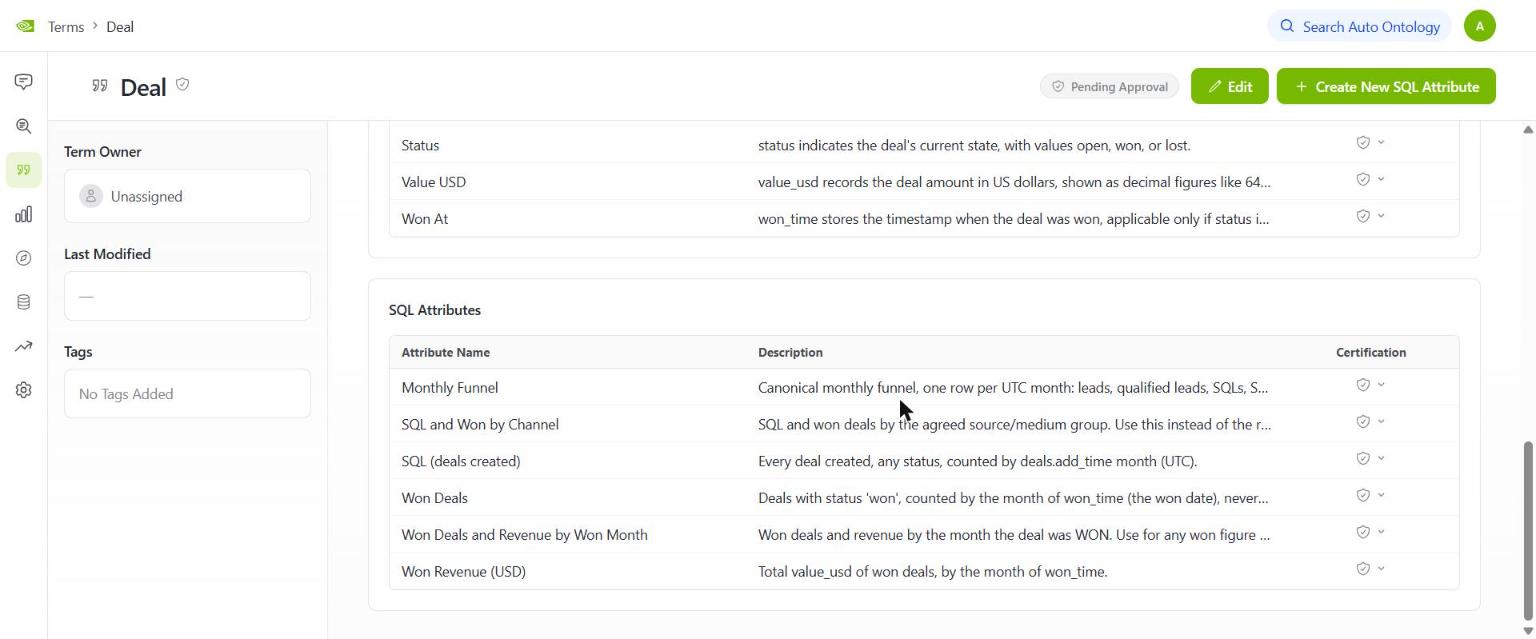 Terms > Deal
Search Auto Ontology
A
Deal
Pending Approval
Edit
+ Create New SQL Attribute
Term Owner
Unassigned
Last Modified
—
Tags
No Tags Added
Status status indicates the deal's current state, with values open, won, or lost.
Value USD value_usd records the deal amount in US dollars, shown as decimal figures like 64...
Won At won_time stores the timestamp when the deal was won, applicable only if status i...
SQL Attributes
Attribute Name Description Certification
Monthly Funnel Canonical monthly funnel, one row per UTC month: leads, qualified leads, SQLs, S...
SQL and Won by Channel SQL and won deals by the agreed source/medium group. Use this instead of the r...
SQL (deals created) Every deal created, any status, counted by deals.add_time month (UTC).
Won Deals Deals with status 'won', counted by the month of won_time (the won date), never...
Won Deals and Revenue by Won Month Won deals and revenue by the month the deal was WON. Use for any won figure ...
Won Revenue (USD) Total value_usd of won deals, by the month of won_time.